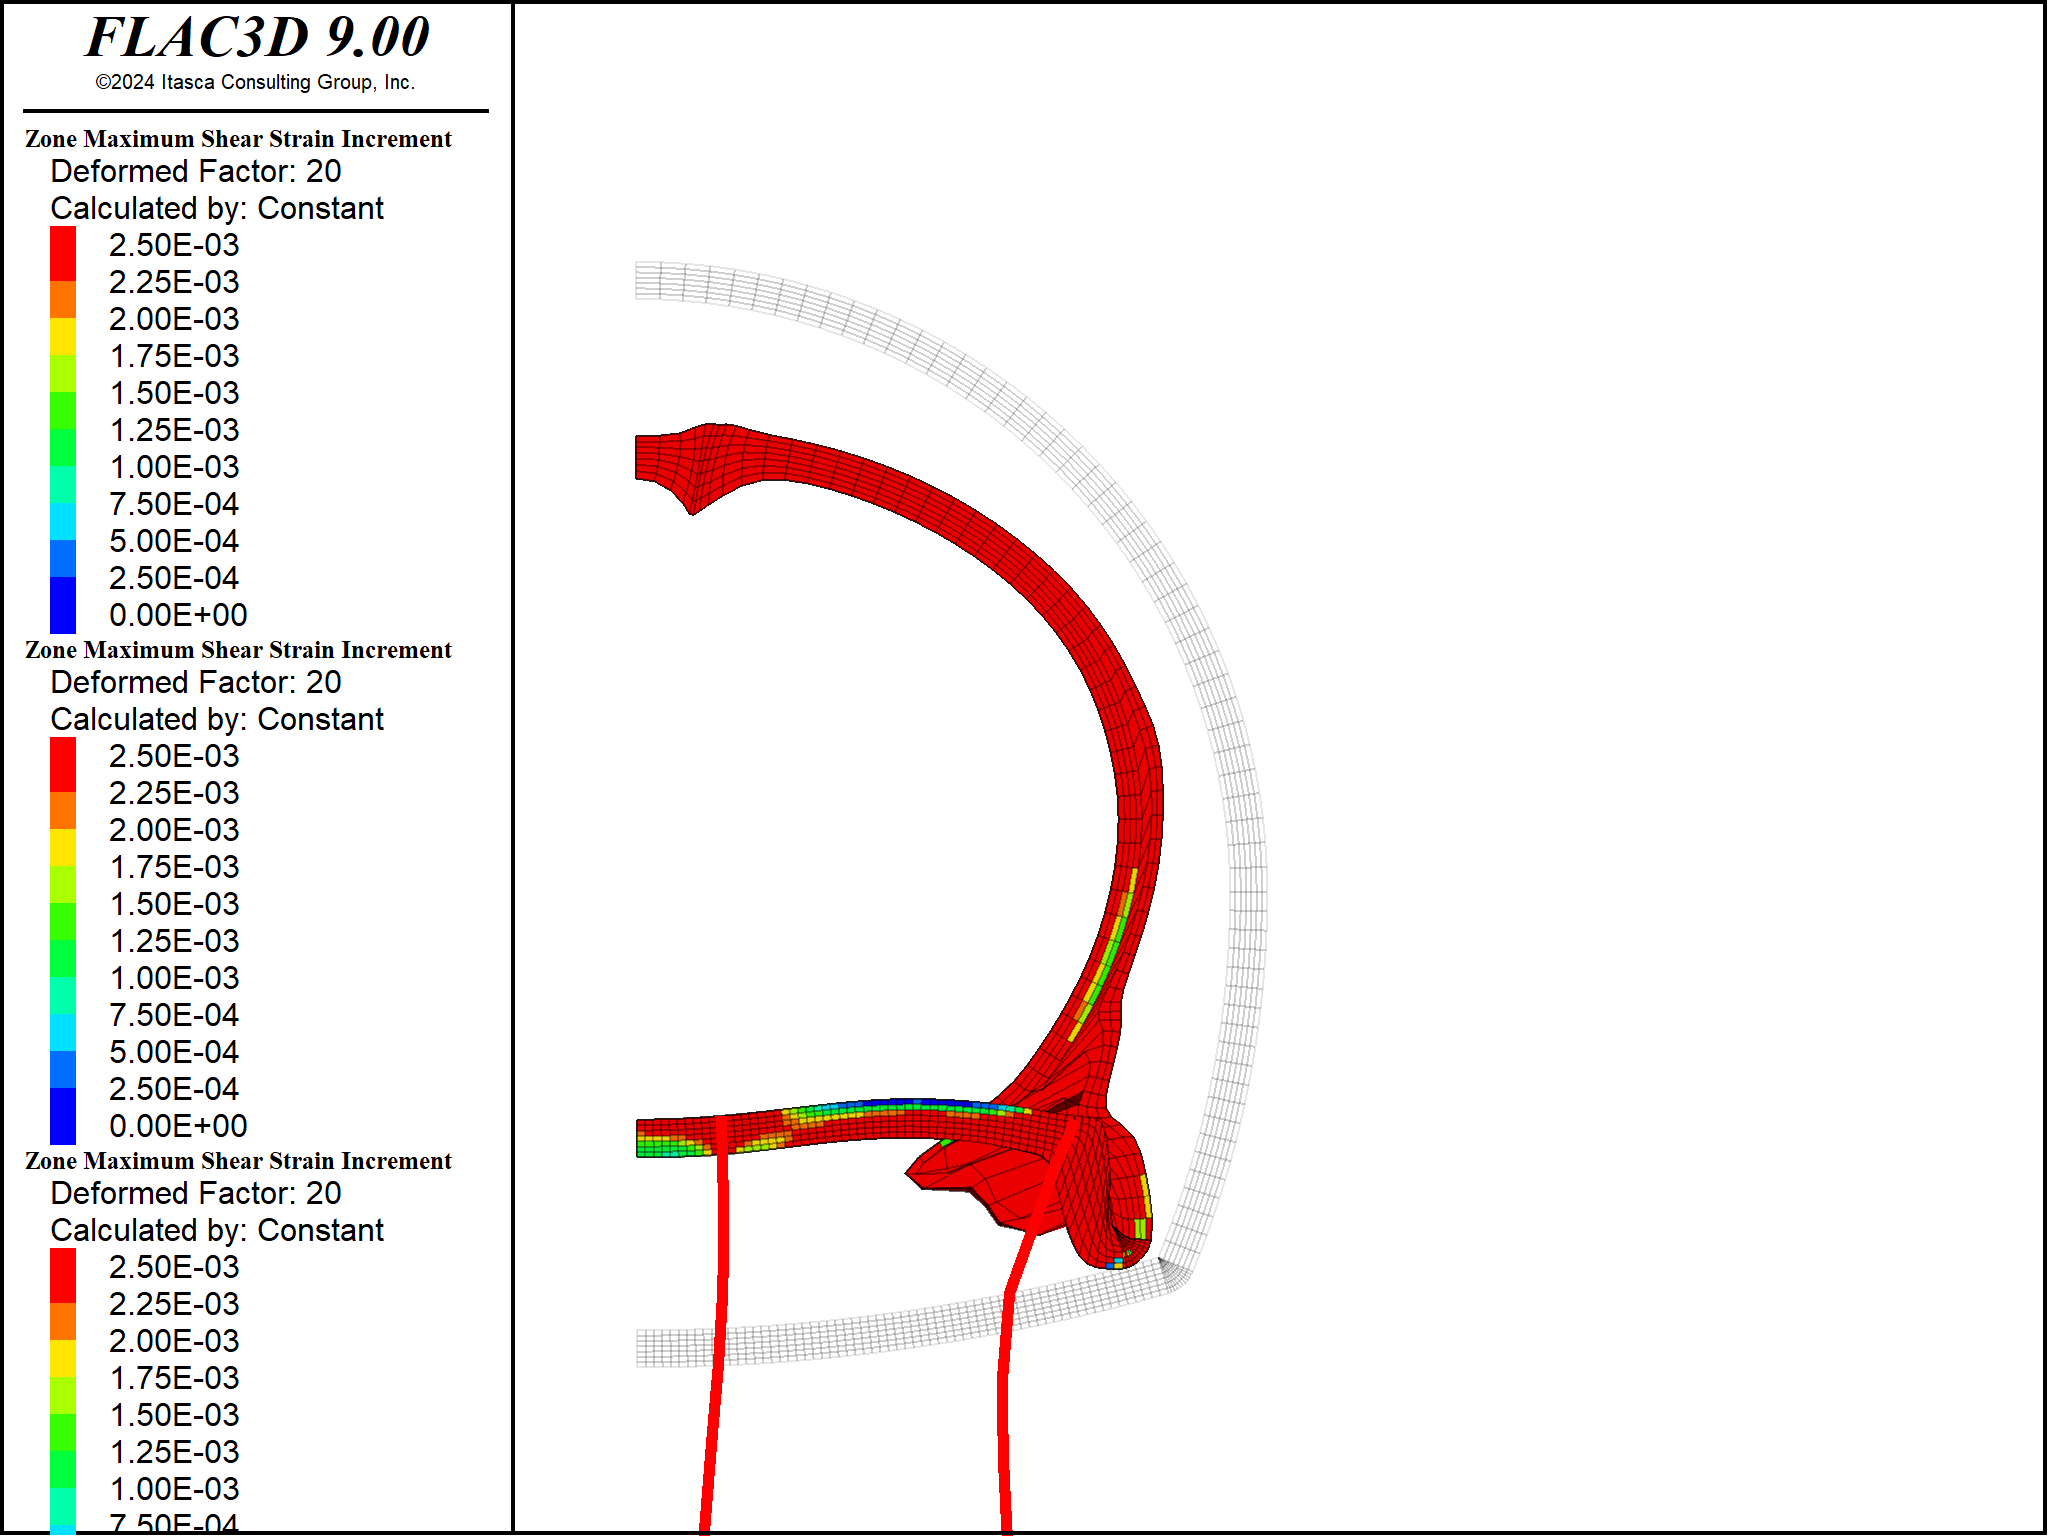 FLAC3D 9.00
©2024 Itasca Consulting Group, Inc.
Zone Maximum Shear Strain Increment
Deformed Factor: 20
Calculated by: Constant
2.50E-03
2.25E-03
2.00E-03
1.75E-03
1.50E-03
1.25E-03
1.00E-03
7.50E-04
5.00E-04
2.50E-04
0.00E+00
Zone Maximum Shear Strain Increment
Deformed Factor: 20
Calculated by: Constant
2.50E-03
2.25E-03
2.00E-03
1.75E-03
1.50E-03
1.25E-03
1.00E-03
7.50E-04
5.00E-04
2.50E-04
0.00E+00
Zone Maximum Shear Strain Increment
Deformed Factor: 20
Calculated by: Constant
2.50E-03
2.25E-03
2.00E-03
1.75E-03
1.50E-03
1.25E-03
1.00E-03
7.50E-04